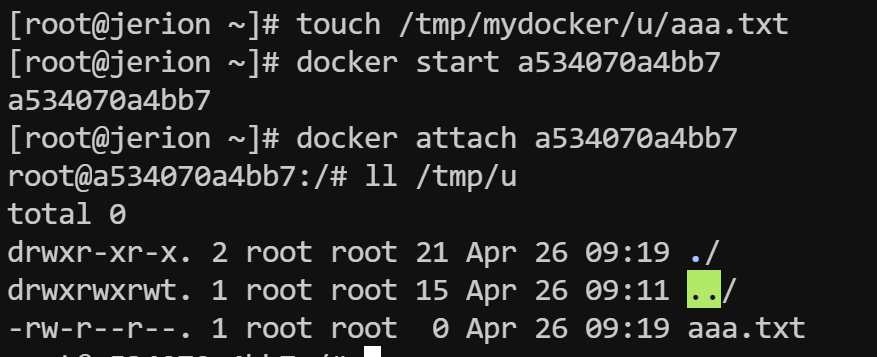 [root@jerion ~]# touch /tmp/mydocker/u/aaa.txt
[root@jerion ~]# docker start a534070a4bb7
a534070a4bb7
[root@jerion ~]# docker attach a534070a4bb7
root@a534070a4bb7:/# ll /tmp/u
total 0
drwxr-xr-x. 2 root root 21 Apr 26 09:19 ./
drwxrwxrwt. 1 root root 15 Apr 26 09:11 ../
-rw-r--r--. 1 root root  0 Apr 26 09:19 aaa.txt